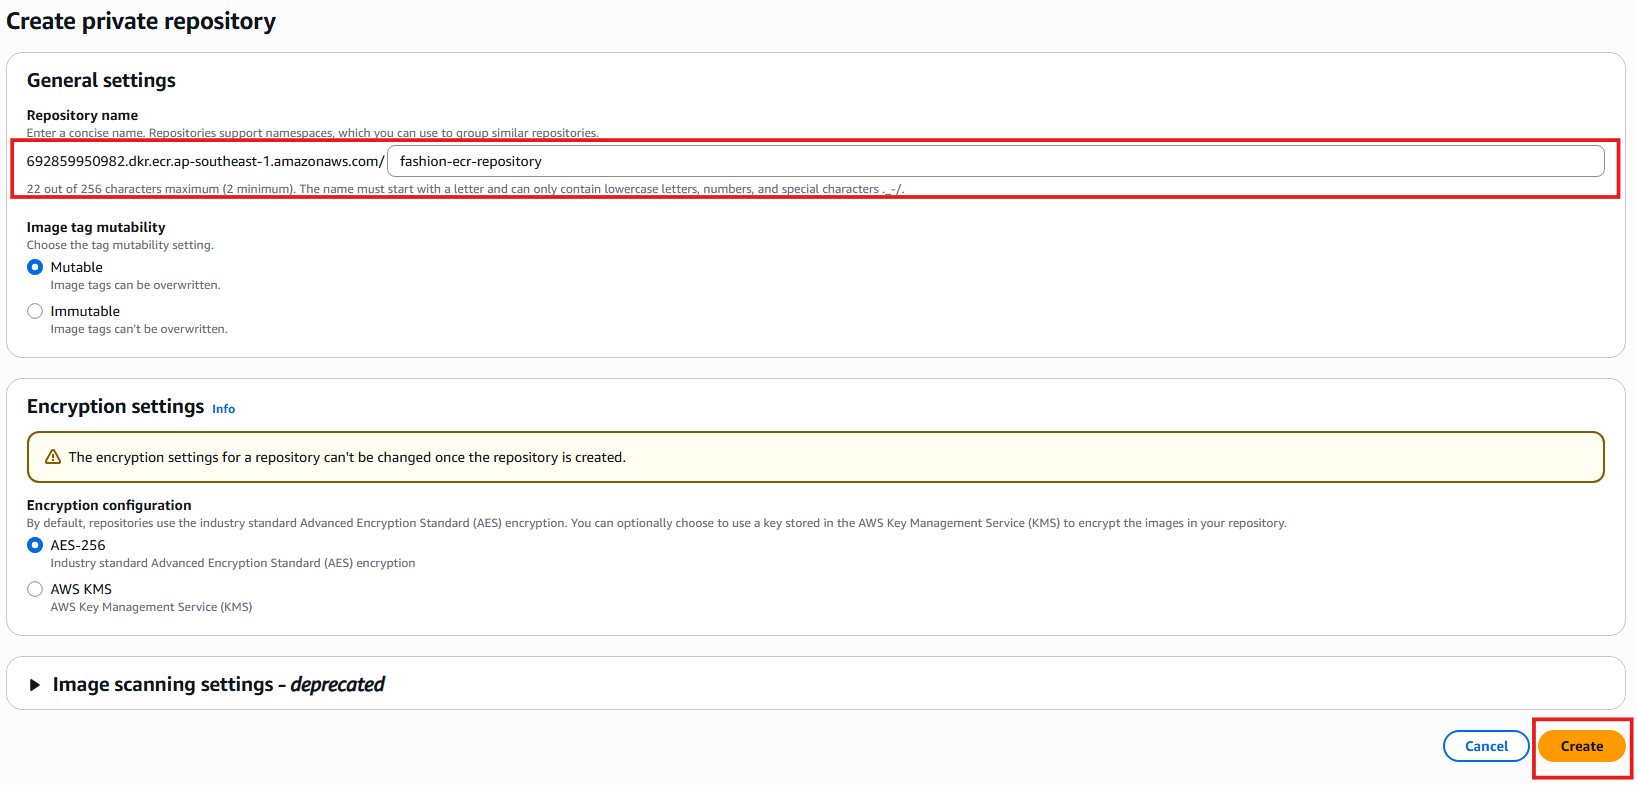 Create private repository
General settings
Repository name
Enter a concise name. Repositories support namespaces, which you can use to group similar repositories.
692859950982.dkr.ecr.ap-southeast-1.amazonaws.com/ fashion-ecr-repository
22 out of 256 characters maximum (2 minimum). The name must start with a letter and can only contain lowercase letters, numbers, and special characters ._-/.
Image tag mutability
Choose the tag mutability setting.
Mutable
Image tags can be overwritten.
Immutable
Image tags can't be overwritten.
Encryption settings Info
The encryption settings for a repository can't be changed once the repository is created.
Encryption configuration
By default, repositories use the industry standard Advanced Encryption Standard (AES) encryption. You can optionally choose to use a key stored in the AWS Key Management Service (KMS) to encrypt the images in your repository.
AES-256
Industry standard Advanced Encryption Standard (AES) encryption
AWS KMS
AWS Key Management Service (KMS)
Image scanning settings - deprecated
Cancel Create